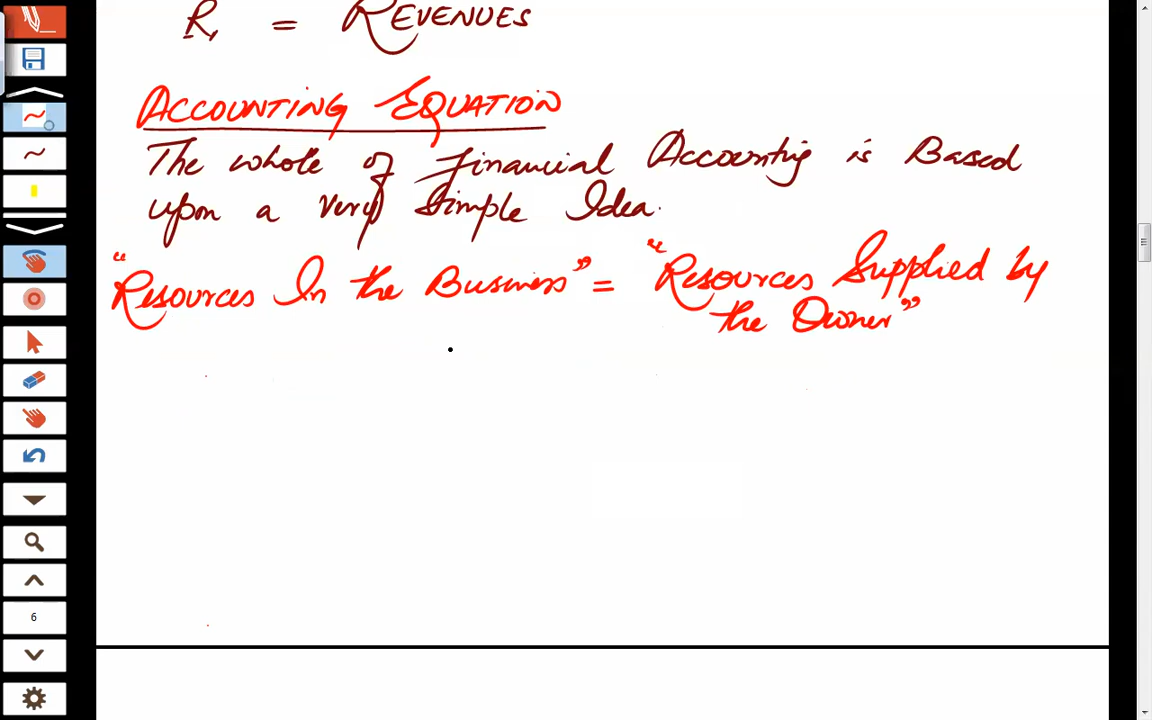 R, = REVENUES
ACCOUNTING EQUATION
The whole of Financial Accounting is Based
upon a very Simple Idea.
“Resources In the Business” = “Resources Supplied by
the Owner”
6